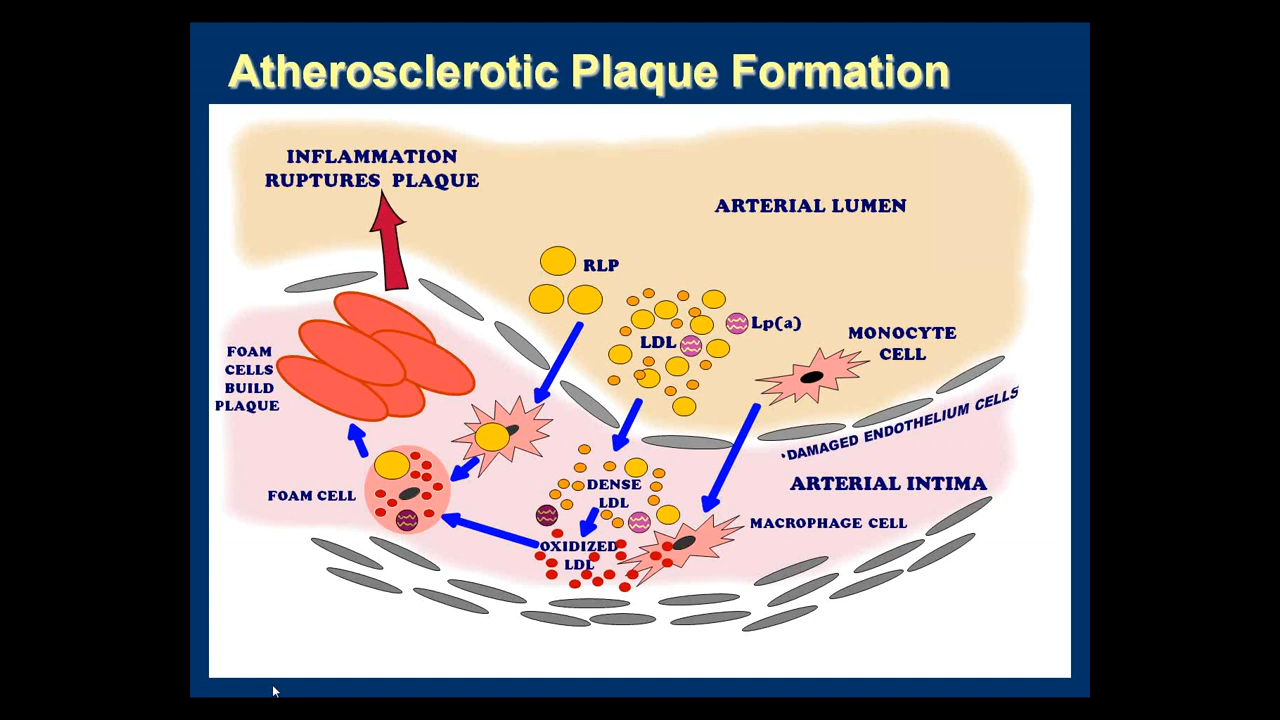 Atherosclerotic Plaque Formation
INFLAMMATION
RUPTURES PLAQUE
ARTERIAL LUMEN
RLP
Lp(a)
LDL
MONOCYTE
CELL
FOAM
CELLS
BUILD
PLAQUE
*DAMAGED ENDOTHELIUM CELLS
ARTERIAL INTIMA
DENSE
LDL
FOAM CELL
MACROPHAGE CELL
OXIDIZED
LDL